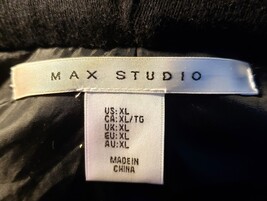 MAX STUDIO
US: XL
CA: XL/TG
UK: XL
EU: XL
AU: XL
MADE IN
CHINA